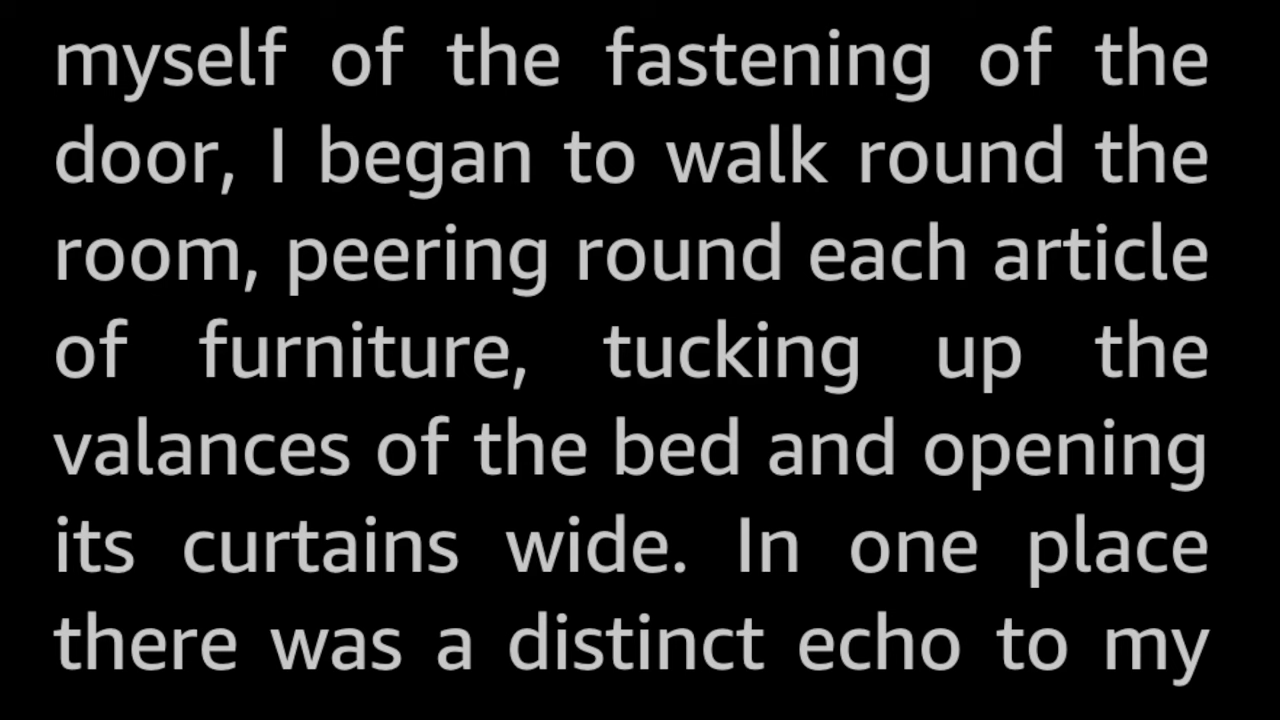 myself of the fastening of the
door, I began to walk round the
room, peering round each article
of furniture, tucking up the
valances of the bed and opening
its curtains wide. In one place
there was a distinct echo to my